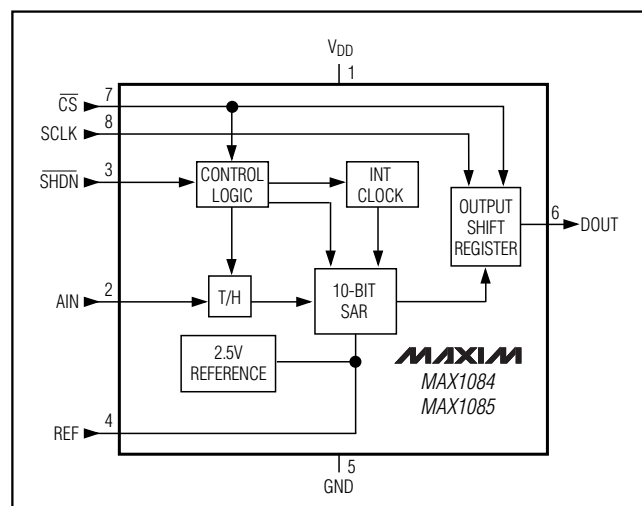 VDD
1
7
CS
8
SCLK
3
SHDN
CONTROL
LOGIC
INT
CLOCK
OUTPUT
SHIFT
REGISTER
6
DOUT
2
AIN
T/H
10-BIT
SAR
2.5V
REFERENCE
MAXIM
MAX1084
MAX1085
4
REF
5
GND